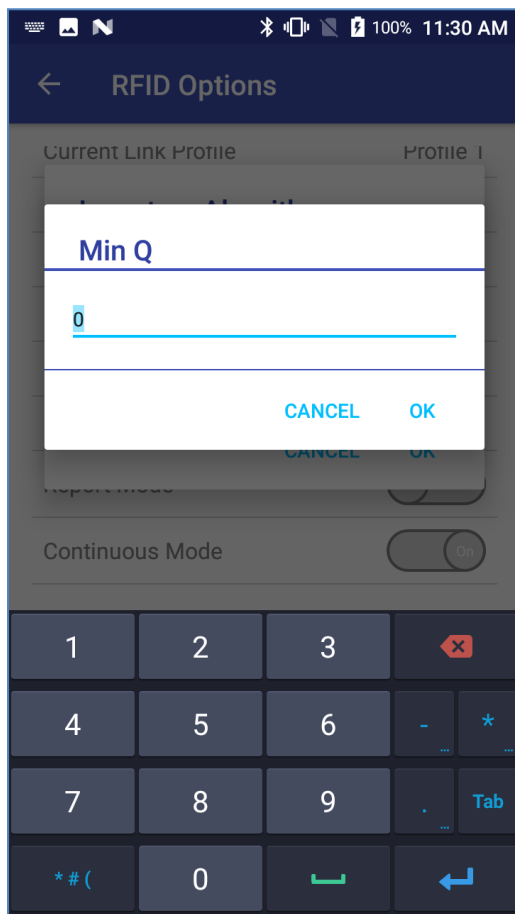 100% 11:30 AM
RFID Options
Current Link Profile Profile 1
Min Q
0
CANCEL OK
CANCEL OK
Report Mode
Continuous Mode On
1 2 3
4 5 6 - *
... ...
7 8 9 . Tab
...
* # ( 0